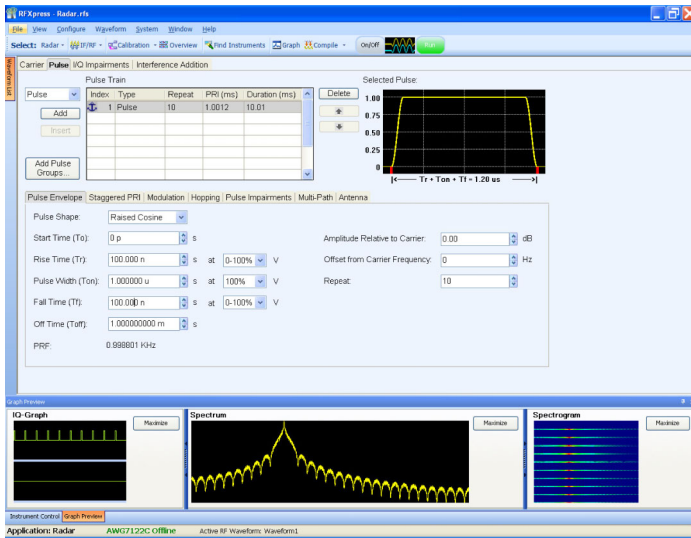 RFXpress - Radar.rfs
File View Configure Waveform System Window Help
Select: Radar IF/RF Calibration Overview Find Instruments Graph Compile On/Off Run
Waveform List
Carrier Pulse I/Q Impairments Interference Addition
Pulse Train
Selected Pulse:
Pulse
Add
Insert
Add Pulse Groups...
Index Type Repeat PRI (ms) Duration (ms)
1 Pulse 10 1.0012 10.01
Delete
1.00
0.75
0.50
0.25
0
|<—— Tr + Ton + Tf = 1.20 us ——>|
Pulse Envelope Staggered PRI Modulation Hopping Pulse Impairments Multi-Path Antenna
Pulse Shape: Raised Cosine
Start Time (To): 0 p s Amplitude Relative to Carrier: 0.00 dB
Rise Time (Tr): 100.000 n s at 0-100% V Offset from Carrier Frequency: 0 Hz
Pulse Width (Ton): 1.000000 u s at 100% V Repeat: 10
Fall Time (Tf): 100.000 n s at 0-100% V
Off Time (Toff): 1.000000000 m s
PRF: 0.998801 KHz
Graph Preview
IQ-Graph Maximize Spectrum Maximize Spectrogram Maximize
Instrument Control Graph Preview
Application: Radar AWG7122C Offline Active RF Waveform: Waveform1